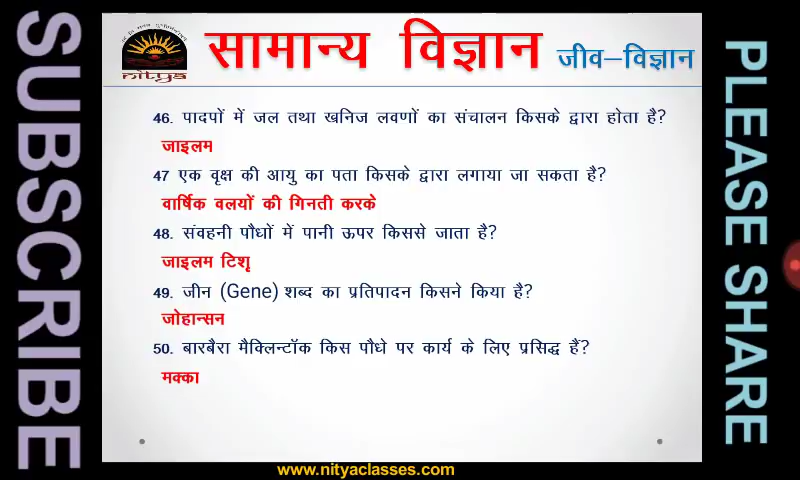 SUBSCRIBE
nitya
सामान्य विज्ञान जीव-विज्ञान
46. पादपों में जल तथा खनिज लवणों का संचालन किसके द्वारा होता है?
जाइलम
47 एक वृक्ष की आयु का पता किसके द्वारा लगाया जा सकता है?
वार्षिक वलयों की गिनती करके
48. संवहनी पौधों में पानी ऊपर किससे जाता है?
जाइलम टिशू
49. जीन (Gene) शब्द का प्रतिपादन किसने किया है?
जोहान्सन
50. बारबैरा मैक्लिन्टॉक किस पौधे पर कार्य के लिए प्रसिद्ध हैं?
मक्का
www.nityaclasses.com
PLEASE SHARE